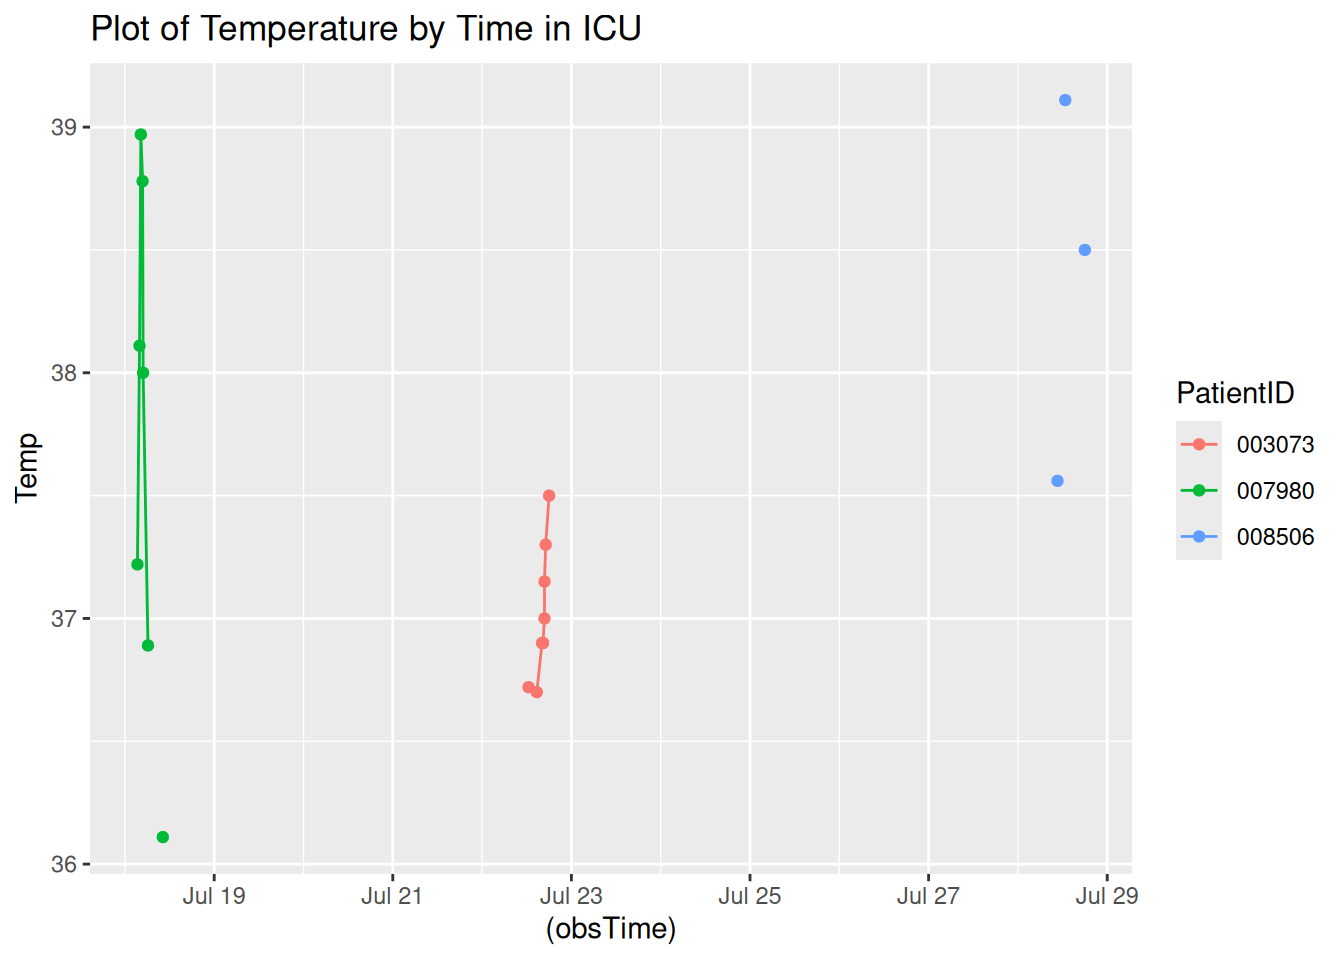 Plot of Temperature by Time in ICU
39
38
37
36
Temp
Jul 19
Jul 21
Jul 23
Jul 25
Jul 27
Jul 29
(obsTime)
PatientID
003073
007980
008506